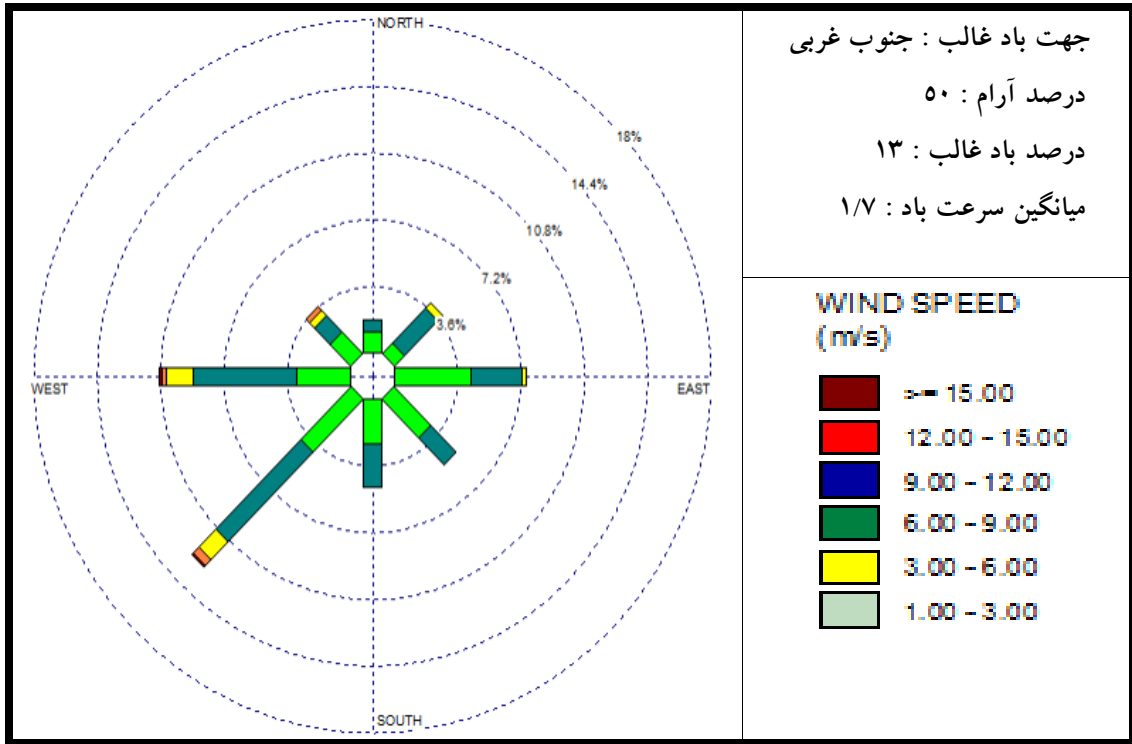 NORTH
18%
14.4%
10.8%
7.2%
3.6%
WEST
EAST
SOUTH
جهت باد غالب : جنوب غربی
درصد آرام : ۵۰
درصد باد غالب : ۱۳
میانگین سرعت باد : ۱/۷
WIND SPEED
(m/s)
>= 15.00
12.00 - 15.00
9.00 - 12.00
6.00 - 9.00
3.00 - 6.00
1.00 - 3.00